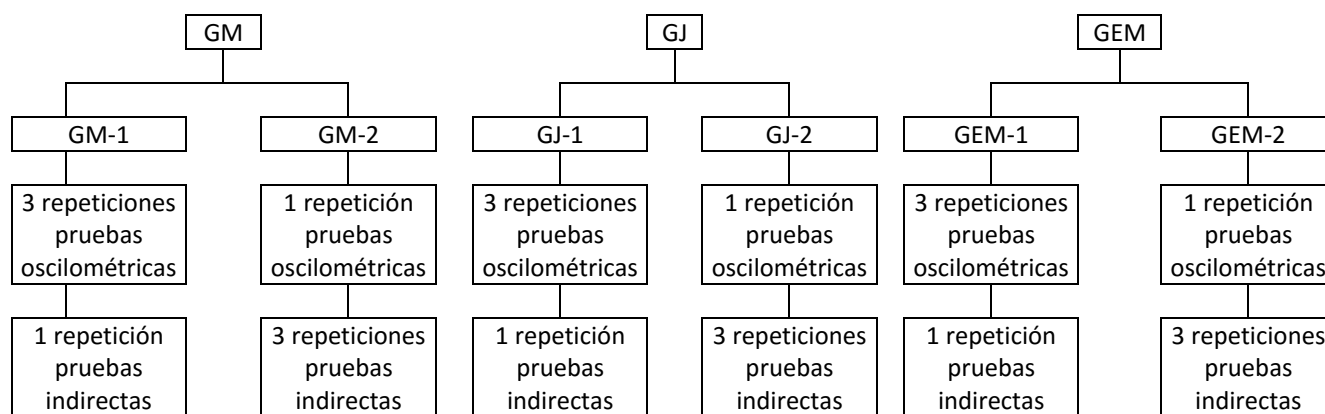 GM
GJ
GEM
GM-1
GM-2
GJ-1
GJ-2
GEM-1
GEM-2
3 repeticiones
pruebas
oscilométricas
1 repetición
pruebas
oscilométricas
3 repeticiones
pruebas
oscilométricas
1 repetición
pruebas
oscilométricas
3 repeticiones
pruebas
oscilométricas
1 repetición
pruebas
oscilométricas
1 repetición
pruebas
indirectas
3 repeticiones
pruebas
indirectas
1 repetición
pruebas
indirectas
3 repeticiones
pruebas
indirectas
1 repetición
pruebas
indirectas
3 repeticiones
pruebas
indirectas